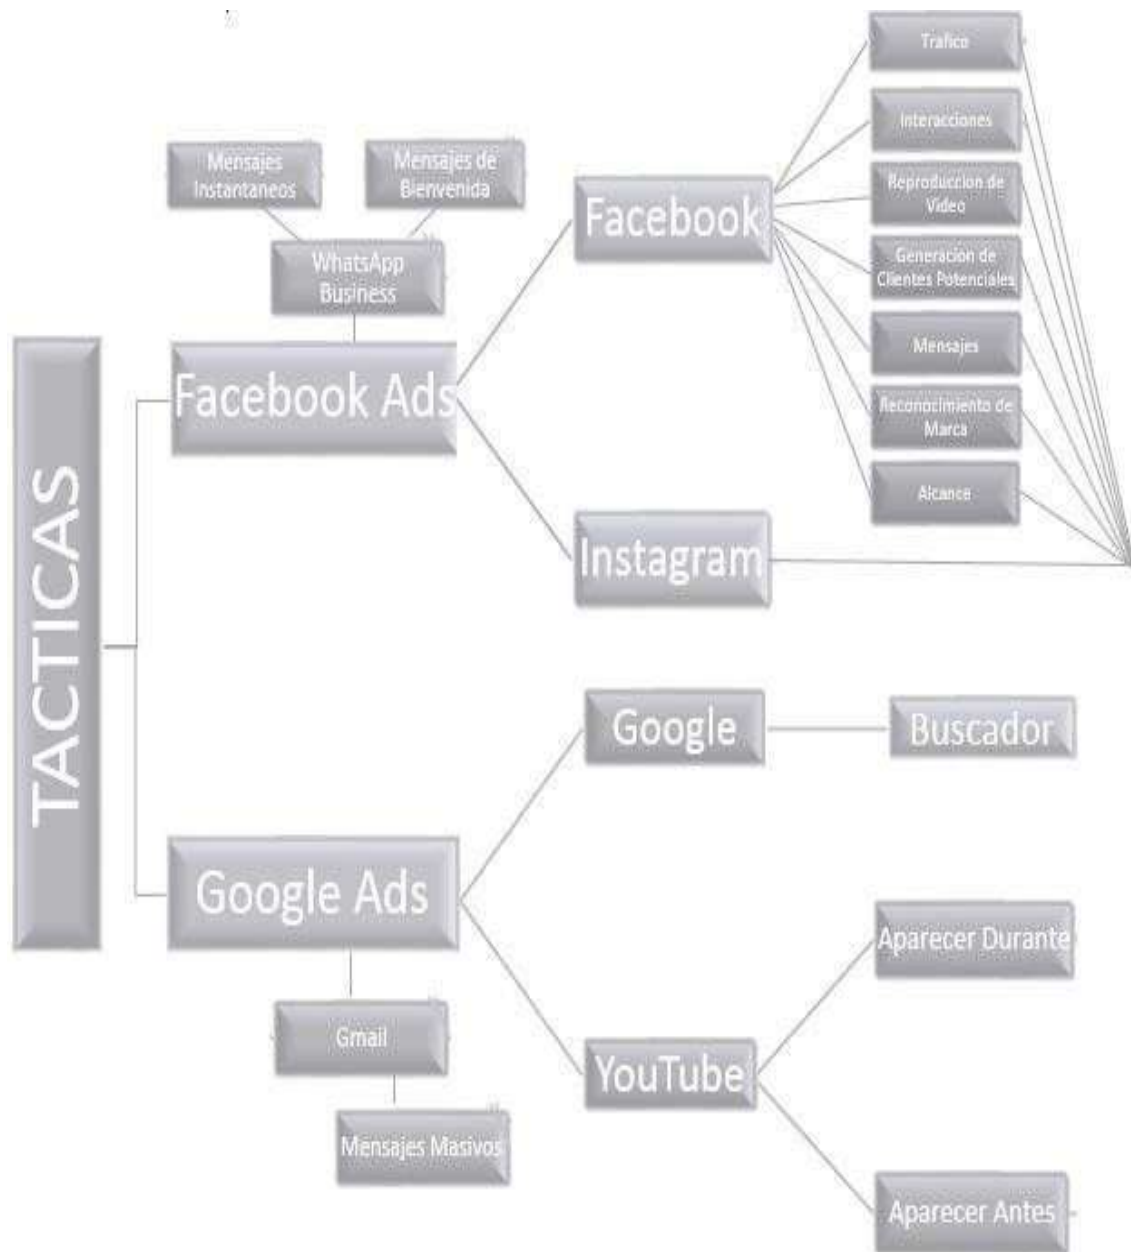 TACTICAS
Facebook Ads
WhatsApp
Business
Mensajes
Instantaneos
Mensajes de
Bienvenida
Facebook
Trafico
Interacciones
Reproduccion de
Video
Generacion de
Clientes Potenciales
Mensajes
Reconocimiento de
Marca
Alcance
Instagram
Google Ads
Google
Buscador
YouTube
Aparecer Durante
Aparecer Antes
Gmail
Mensajes Masivos